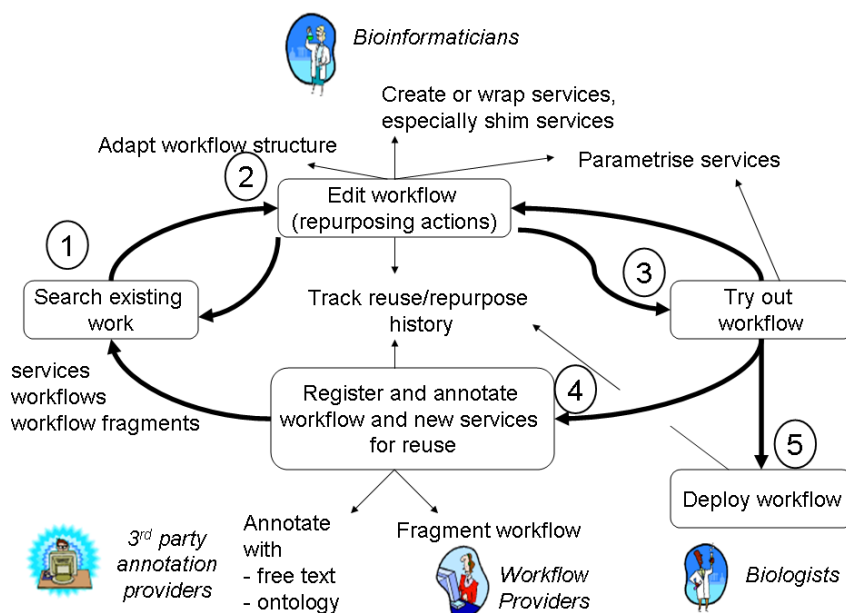 Bioinformaticians
Create or wrap services,
especially shim services
Adapt workflow structure
Parametrise services
2
Edit workflow
(repurposing actions)
1
3
Search existing
work
Track reuse/repurpose
history
Try out
workflow
services
workflows
workflow fragments
Register and annotate
workflow and new services
for reuse
4
5
Deploy workflow
3rd party
annotation
providers
Annotate
with
- free text
- ontology
Fragment workflow
Workflow
Providers
Biologists